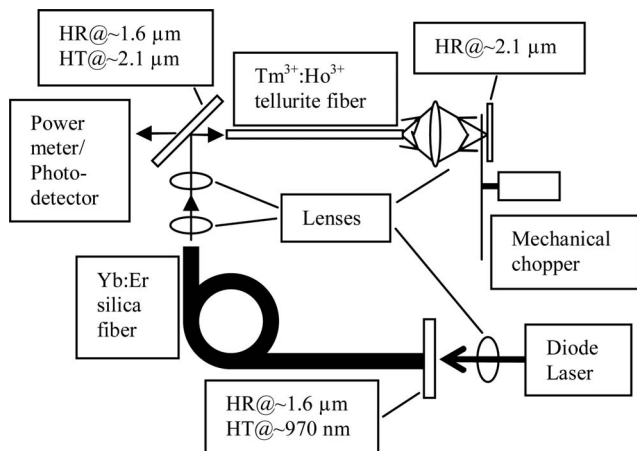 HR@~1.6 µm
HT@~2.1 µm
Tm³⁺:Ho³⁺
tellurite fiber
HR@~2.1 µm
Power
meter/
Photo-
detector
Lenses
Mechanical
chopper
Yb:Er
silica
fiber
Diode
Laser
HR@~1.6 µm
HT@~970 nm